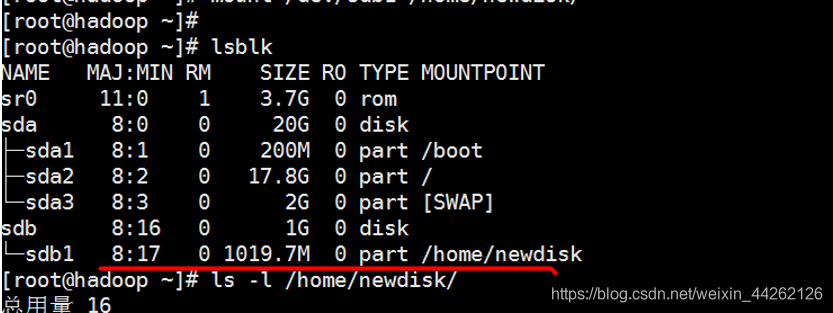 [root@hadoop ~]# mount /dev/sdb1 /home/newdisk/
[root@hadoop ~]#
[root@hadoop ~]# lsblk
NAME   MAJ:MIN RM   SIZE RO TYPE MOUNTPOINT
sr0     11:0    1   3.7G  0 rom
sda      8:0    0    20G  0 disk
├─sda1   8:1    0   200M  0 part /boot
├─sda2   8:2    0  17.8G  0 part /
└─sda3   8:3    0     2G  0 part [SWAP]
sdb      8:16   0     1G  0 disk
└─sdb1   8:17   0 1019.7M  0 part /home/newdisk
[root@hadoop ~]# ls -l /home/newdisk/
总用量 16
https://blog.csdn.net/weixin_44262126